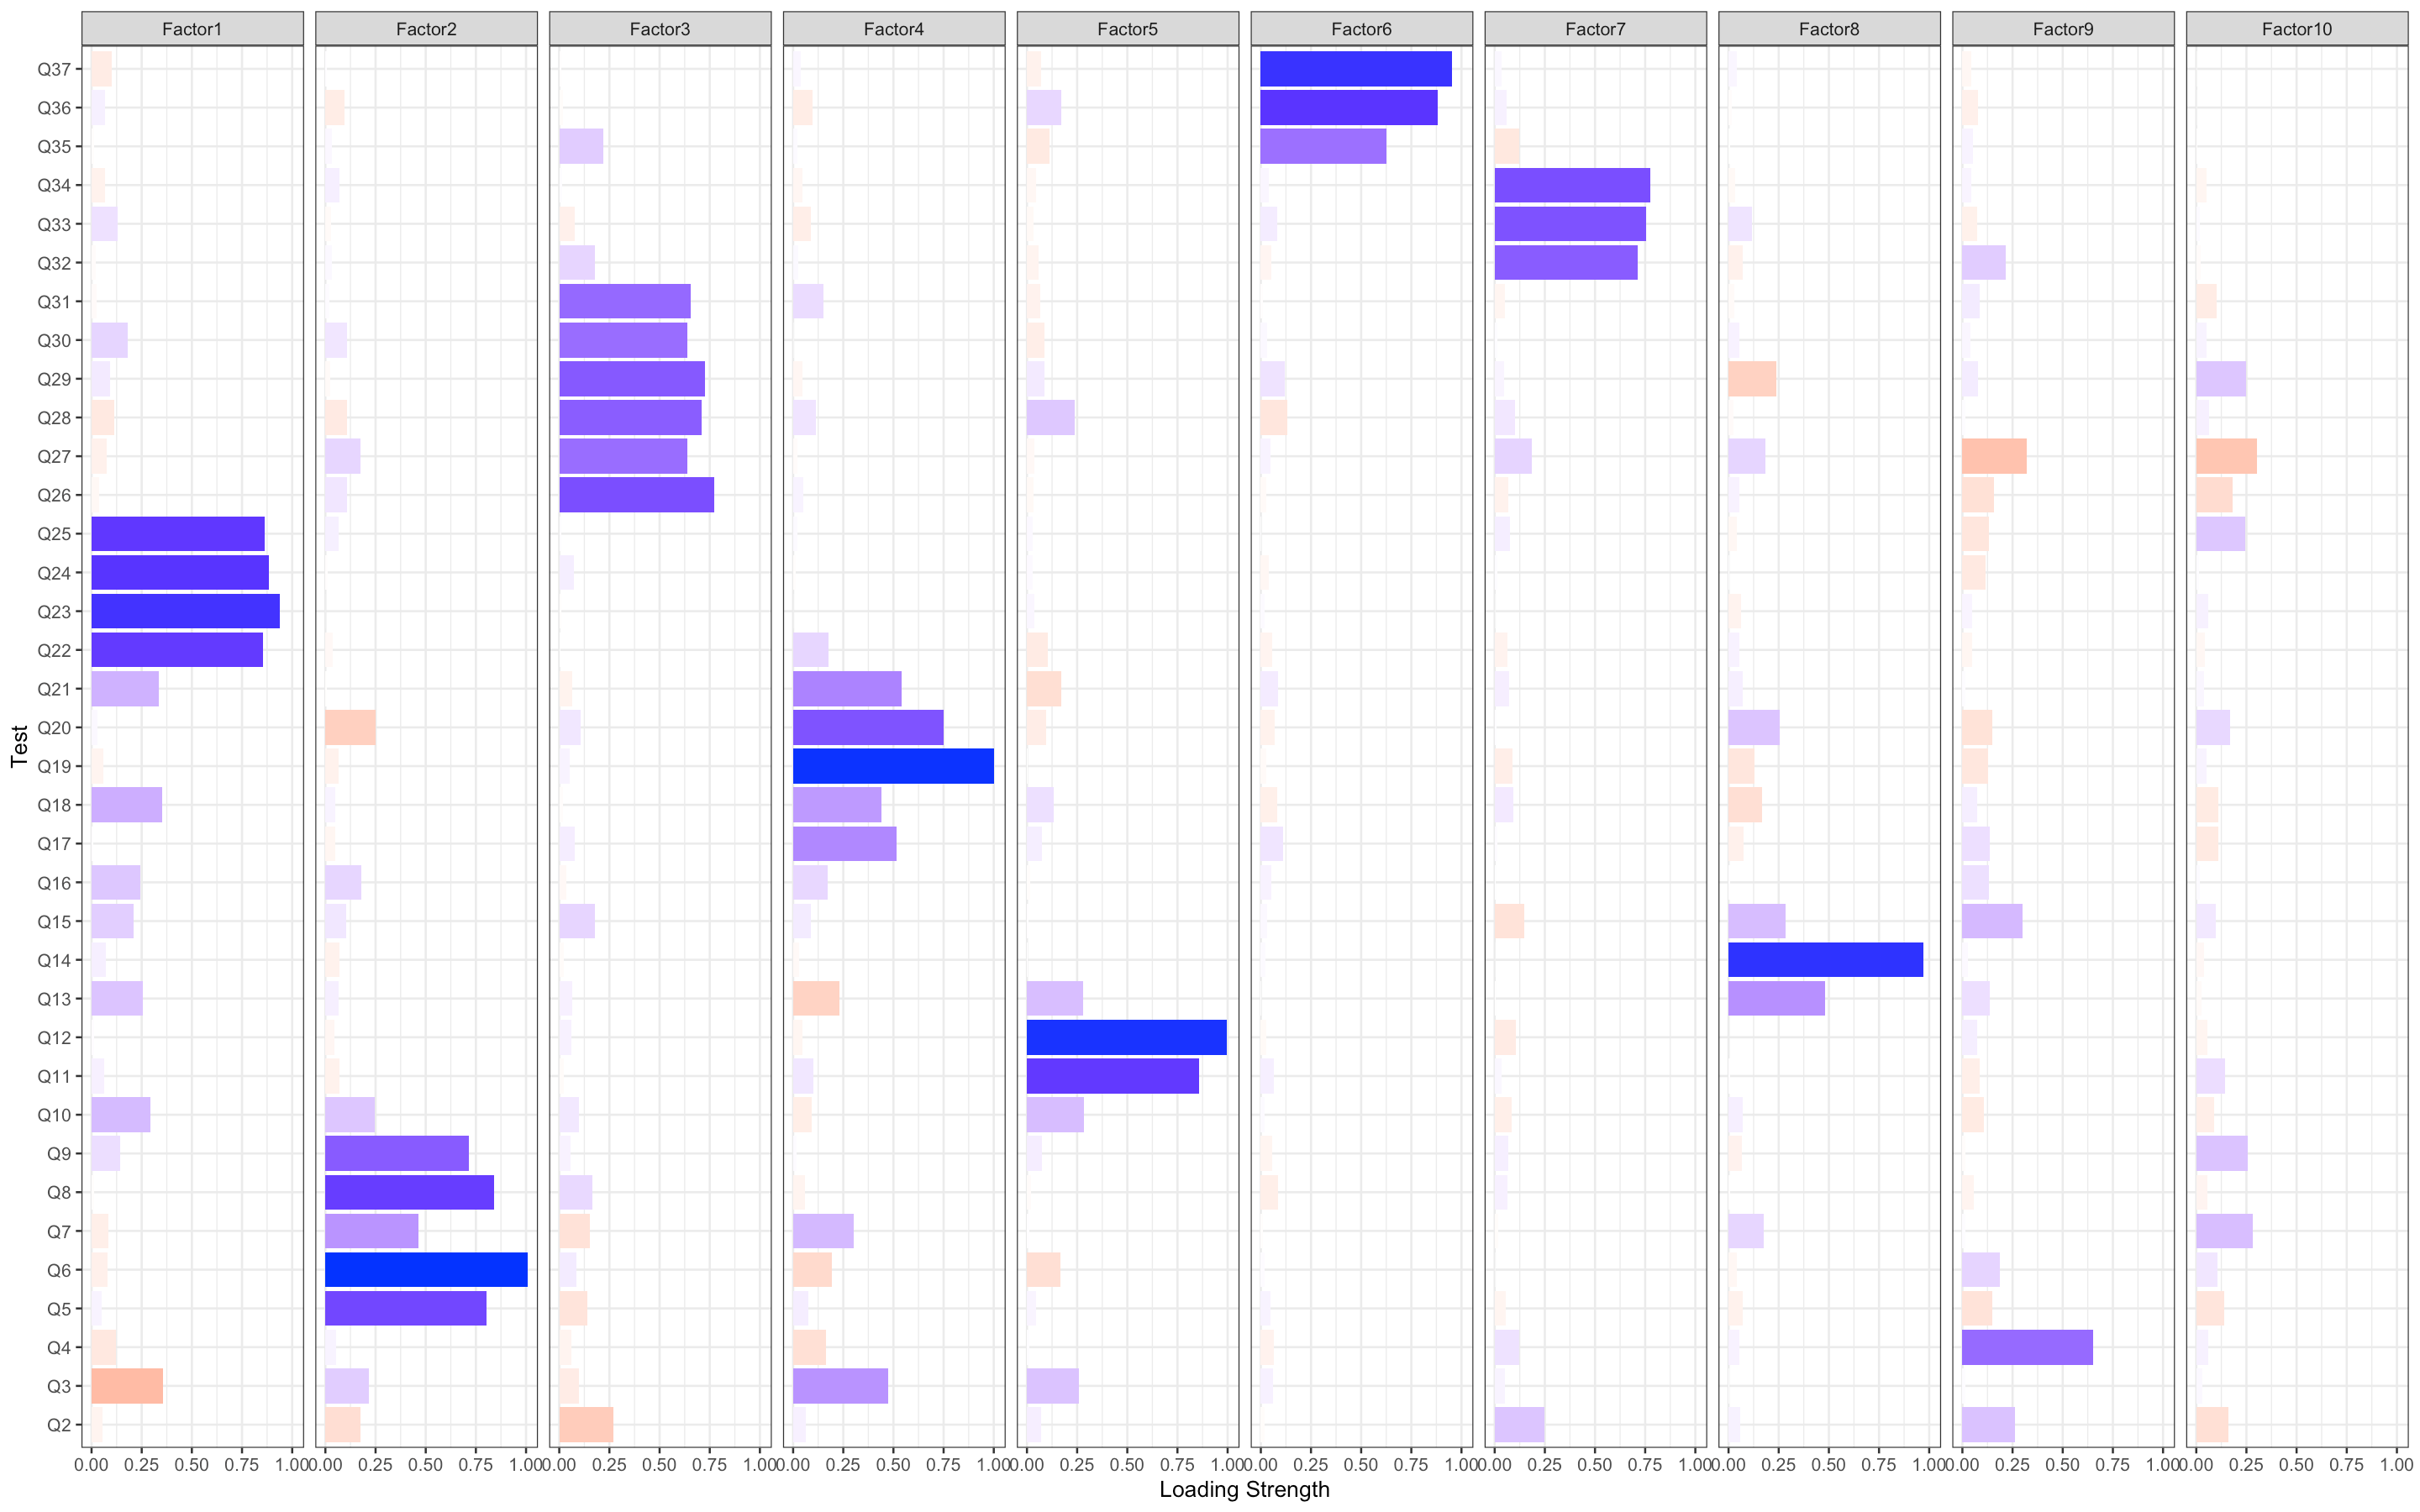 Factor1 Factor2 Factor3 Factor4 Factor5 Factor6 Factor7 Factor8 Factor9 Factor10
Q37
Q36
Q35
Q34
Q33
Q32
Q31
Q30
Q29
Q28
Q27
Q26
Q25
Q24
Q23
Q22
Q21
Q20
Q19
Q18
Q17
Q16
Q15
Q14
Q13
Q12
Q11
Q10
Q9
Q8
Q7
Q6
Q5
Q4
Q3
Q2
Test
0.00 0.25 0.50 0.75 1.00 0.00 0.25 0.50 0.75 1.00 0.00 0.25 0.50 0.75 1.00 0.00 0.25 0.50 0.75 1.00 0.00 0.25 0.50 0.75 1.00 0.00 0.25 0.50 0.75 1.00 0.00 0.25 0.50 0.75 1.00 0.00 0.25 0.50 0.75 1.00 0.00 0.25 0.50 0.75 1.00 0.00 0.25 0.50 0.75 1.00
Loading Strength